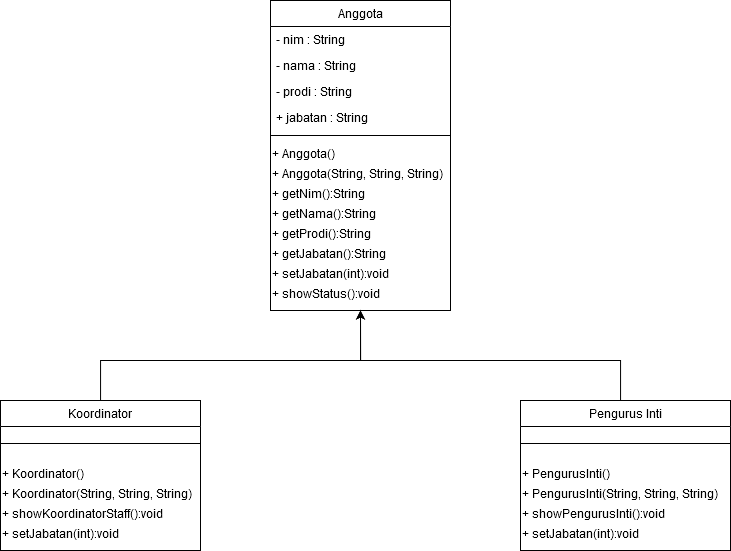 Anggota
- nim : String
- nama : String
- prodi : String
+ jabatan : String
+ Anggota()
+ Anggota(String, String, String)
+ getNim():String
+ getNama():String
+ getProdi():String
+ getJabatan():String
+ setJabatan(int):void
+ showStatus():void
Koordinator
+ Koordinator()
+ Koordinator(String, String, String)
+ showKoordinatorStaff():void
+ setJabatan(int):void
Pengurus Inti
+ PengurusInti()
+ PengurusInti(String, String, String)
+ showPengurusInti():void
+ setJabatan(int):void